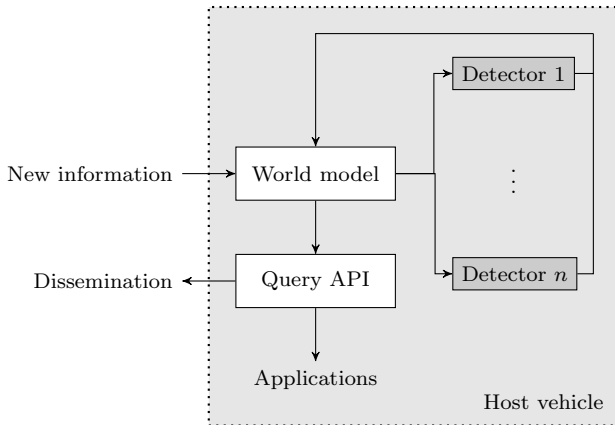 Detector 1
New information
World model
⋮
Dissemination
Query API
Detector n
Applications
Host vehicle